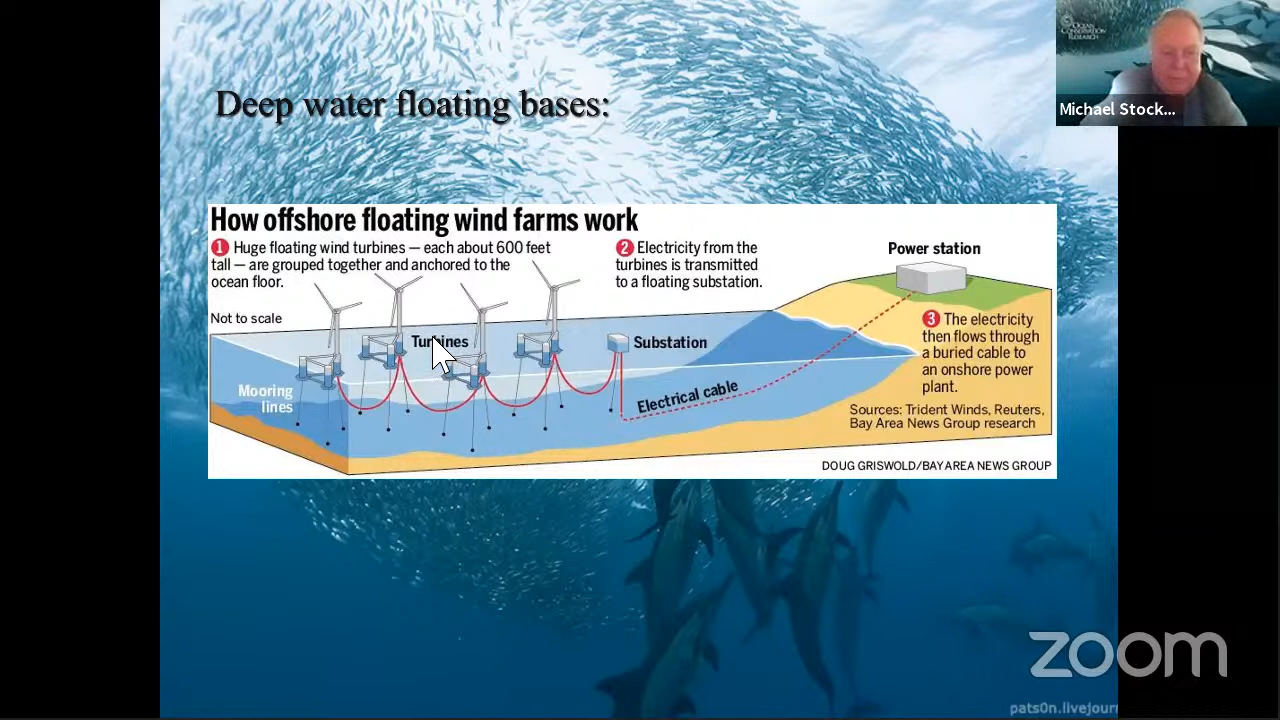 OCEAN
CONSERVATION
RESEARCH
Michael Stock...
Deep water floating bases:
How offshore floating wind farms work
1 Huge floating wind turbines — each about 600 feet
tall — are grouped together and anchored to the
ocean floor.
2 Electricity from the
turbines is transmitted
to a floating substation.
Power station
Not to scale
3 The electricity
then flows through
a buried cable to
an onshore power
plant.
Turbines
Substation
Mooring
lines
Electrical cable
Sources: Trident Winds, Reuters,
Bay Area News Group research
DOUG GRISWOLD/BAY AREA NEWS GROUP
zoom
pats0n.livejourn